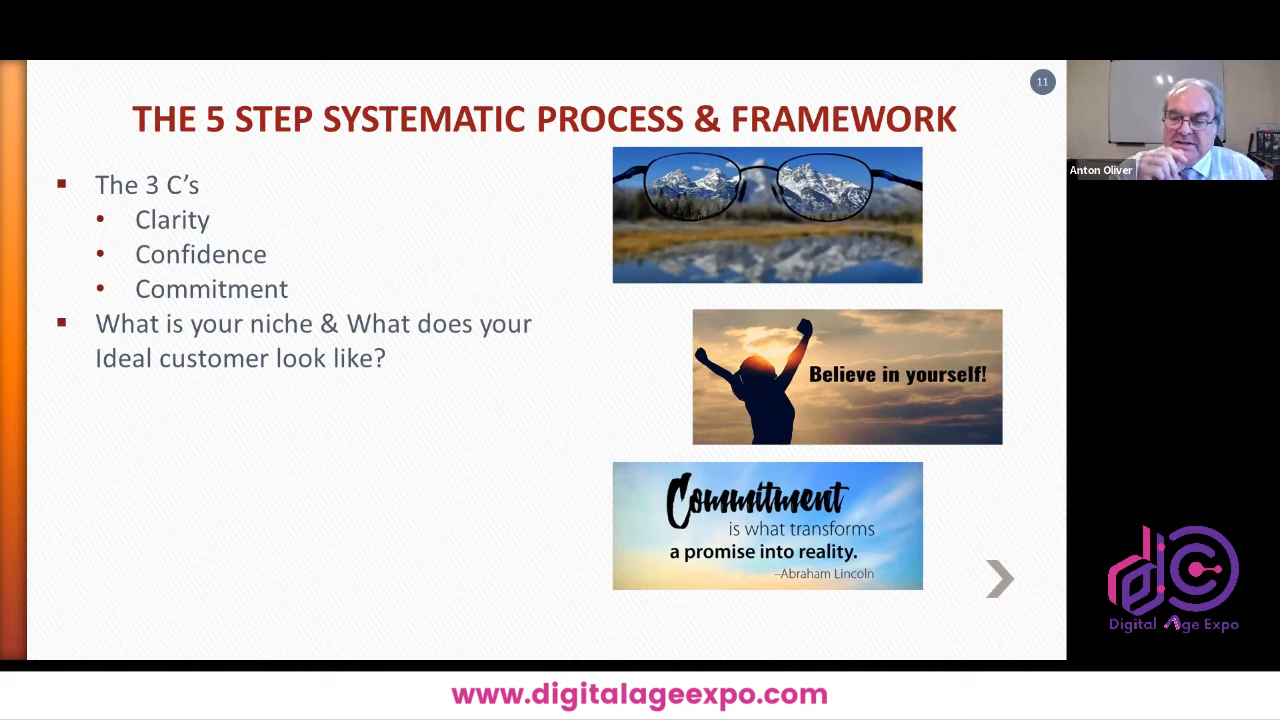 11
THE 5 STEP SYSTEMATIC PROCESS & FRAMEWORK
The 3 C’s
Clarity
Confidence
Commitment
What is your niche & What does your
Ideal customer look like?
Believe in yourself!
Commitment
is what transforms
a promise into reality.
–Abraham Lincoln
Anton Oliver
Digital Age Expo
www.digitalageexpo.com